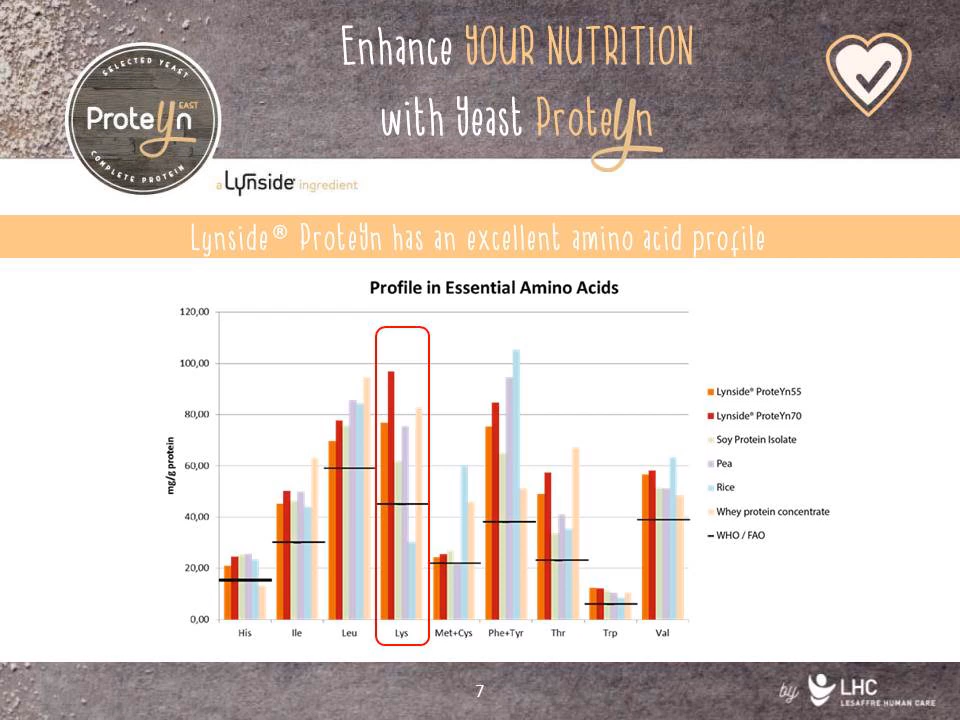 Enhance YOUR NUTRITION
with Yeast ProteYn
SELECTED YEAST
ProteYn
EAST
COMPLETE PROTEIN
a Lynside® ingredient
Lynside® ProteYn has an excellent amino acid profile
Profile in Essential Amino Acids
mg/g protein
120,00
100,00
80,00
60,00
40,00
20,00
0,00
His Ile Leu Lys Met+Cys Phe+Tyr Thr Trp Val
Lynside® ProteYn55
Lynside® ProteYn70
Soy Protein Isolate
Pea
Rice
Whey protein concentrate
WHO / FAO
7
by LHC
LESAFFRE HUMAN CARE